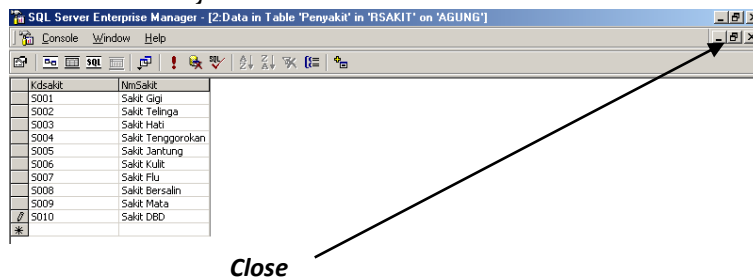 SQL Server Enterprise Manager - [2:Data in Table 'Penyakit' in 'RSAKIT' on 'AGUNG']
Console Window Help
SQL
Kdsakit NmSakit
S001 Sakit Gigi
S002 Sakit Telinga
S003 Sakit Hati
S004 Sakit Tenggorokan
S005 Sakit Jantung
S006 Sakit Kulit
S007 Sakit Flu
S008 Sakit Bersalin
S009 Sakit Mata
S010 Sakit DBD
Close